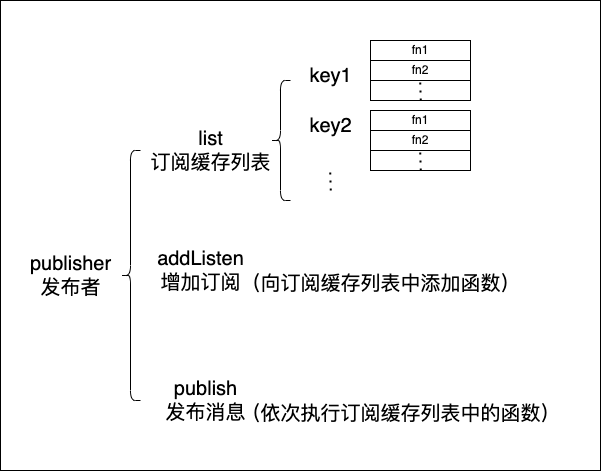 key1
fn1
fn2
⋮
key2
fn1
fn2
⋮
⋮
list
订阅缓存列表
publisher
发布者
addListen
增加订阅（向订阅缓存列表中添加函数）
publish
发布消息（依次执行订阅缓存列表中的函数）